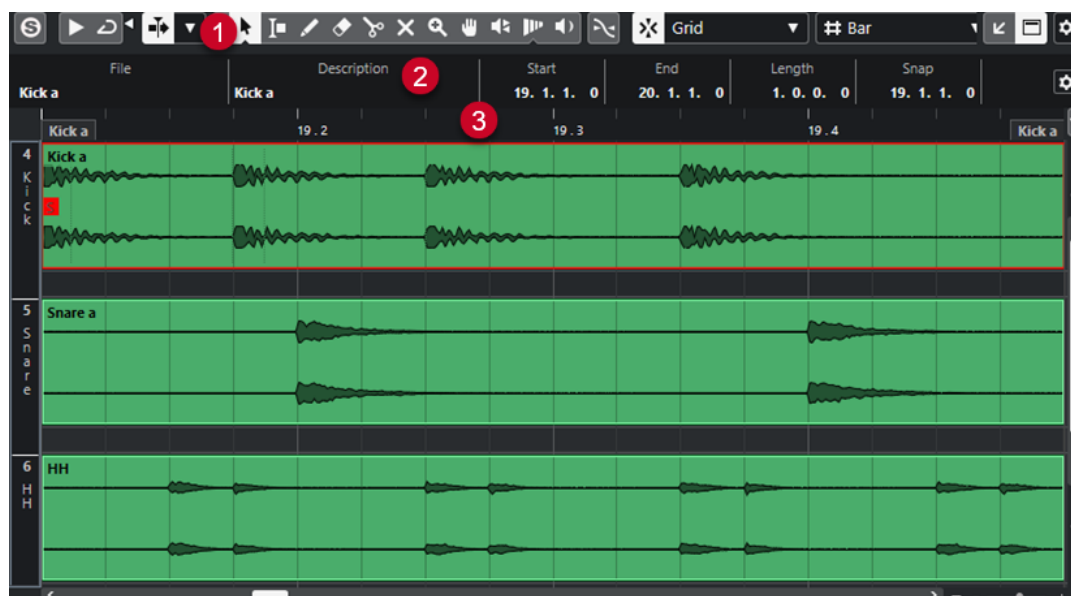 S 1 Grid Bar
File Description 2 Start End Length Snap
Kick a Kick a 19. 1. 1. 0 20. 1. 1. 0 1. 0. 0. 0 19. 1. 1. 0
3
Kick a 19.2 19.3 19.4 Kick a
4 Kick a
Kick
S
5 Snare a
Snare
6 HH
HH